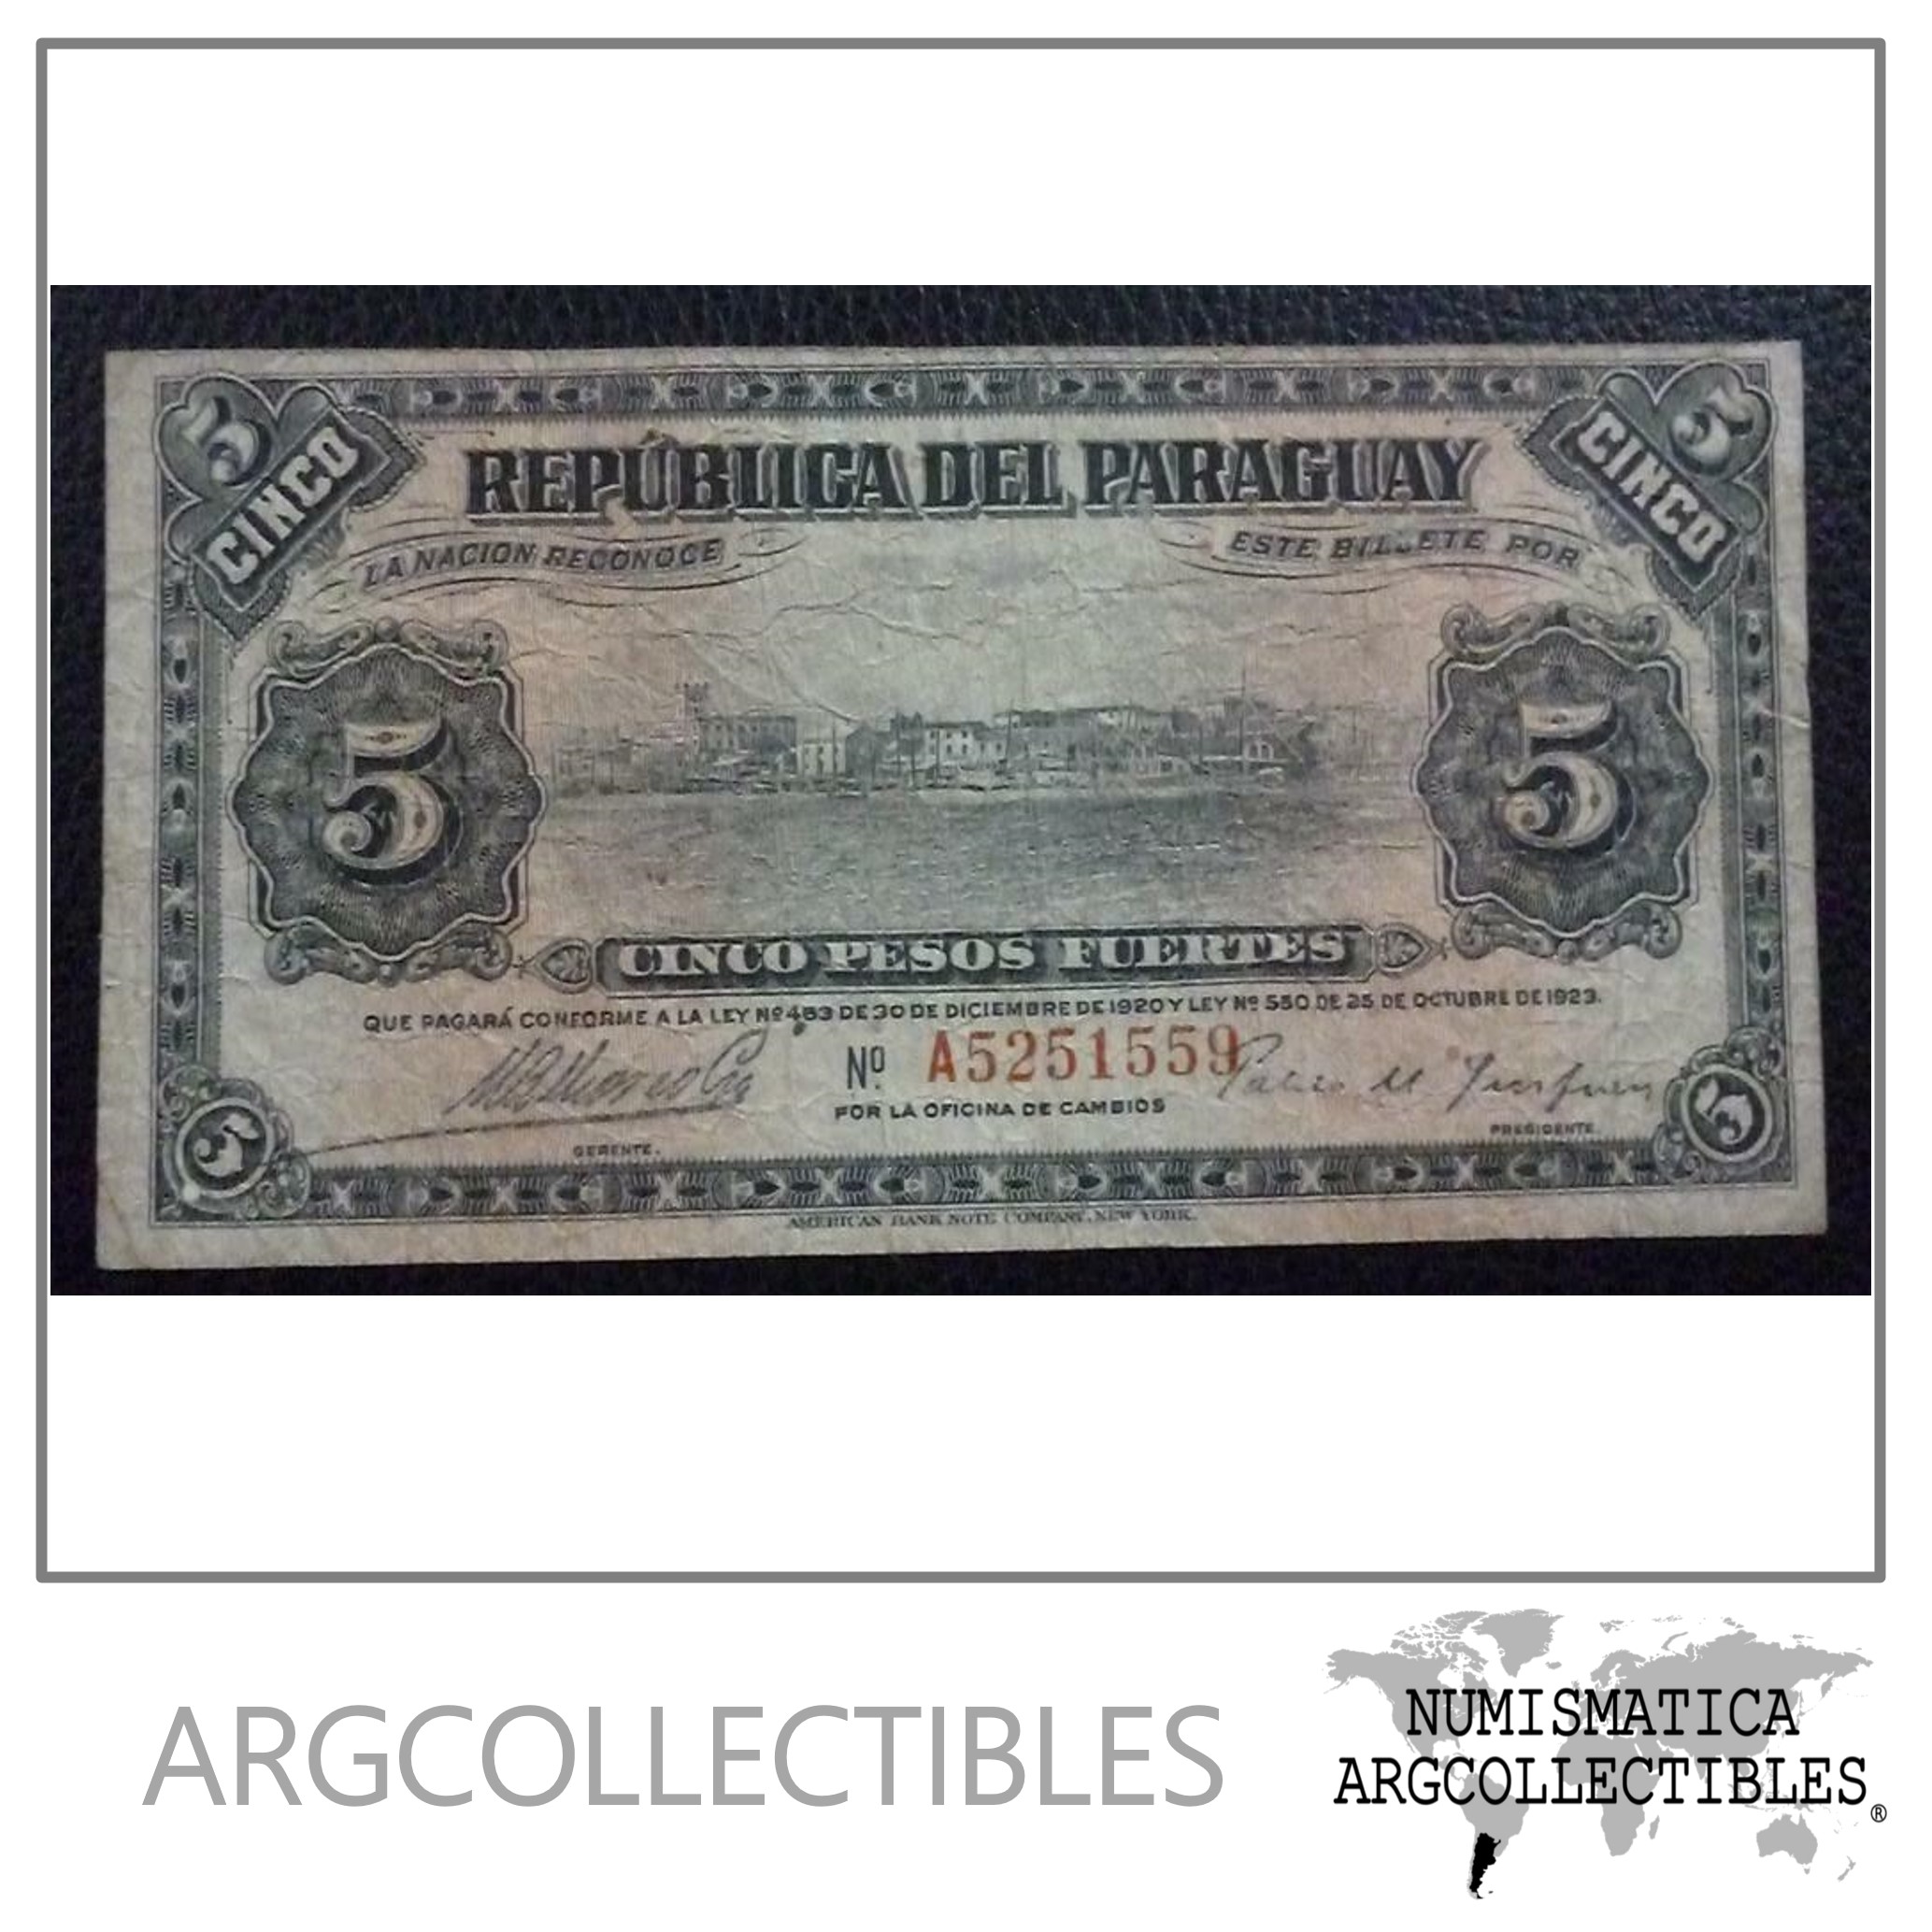 5 5
CINCO CINCO
REPÚBLICA DEL PARAGUAY
LA NACION RECONOCE ESTE BILLETE POR
5 5
CINCO PESOS FUERTES
QUE PAGARÁ CONFORME A LA LEY Nº 463 DE 30 DE DICIEMBRE DE 1920 Y LEY Nº 550 DE 25 DE OCTUBRE DE 1923.
Nº A5251559
POR LA OFICINA DE CAMBIOS
GERENTE. PRESIDENTE.
5 5
AMERICAN BANK NOTE COMPANY, NEW YORK.
ARGCOLLECTIBLES
NUMISMATICA
ARGCOLLECTIBLES®